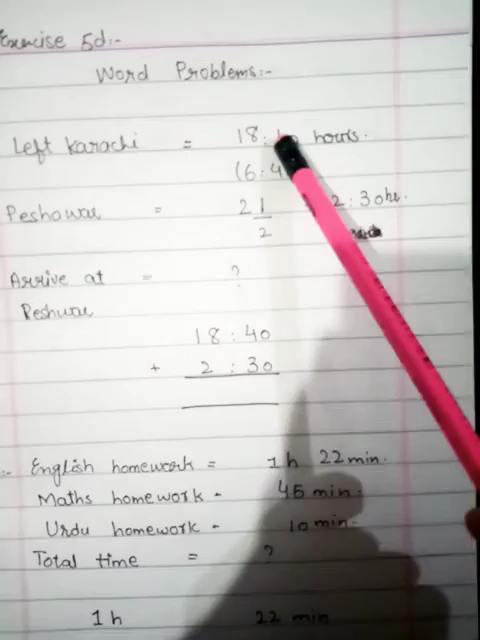 Exercise 5d:-
Word Problems:-
Left Karachi = 18: hours.
(6:4
Peshawar = 2 1/2 2:30hr.
Arrive at = ?
Peshwar
18:40
+ 2:30
:- English homework = 1h 22 min.
Maths homework - 45 min.
Urdu homework - 10 min.
Total time = ?
1h 22 min